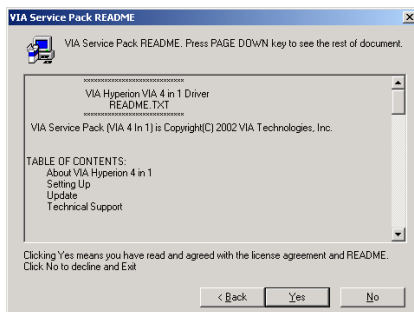 VIA Service Pack README
VIA Service Pack README. Press PAGE DOWN key to see the rest of document.
××××××××××××××××××××××××××××××
VIA Hyperion VIA 4 in 1 Driver
README.TXT
××××××××××××××××××××××××××××××
VIA Service Pack (VIA 4 In 1) is Copyright(C) 2002 VIA Technologies, Inc.
TABLE OF CONTENTS:
About VIA Hyperion 4 in 1
Setting Up
Update
Technical Support
Clicking Yes means you have read and agreed with the license agreement and README.
Click No to decline and Exit
< Back
Yes
No